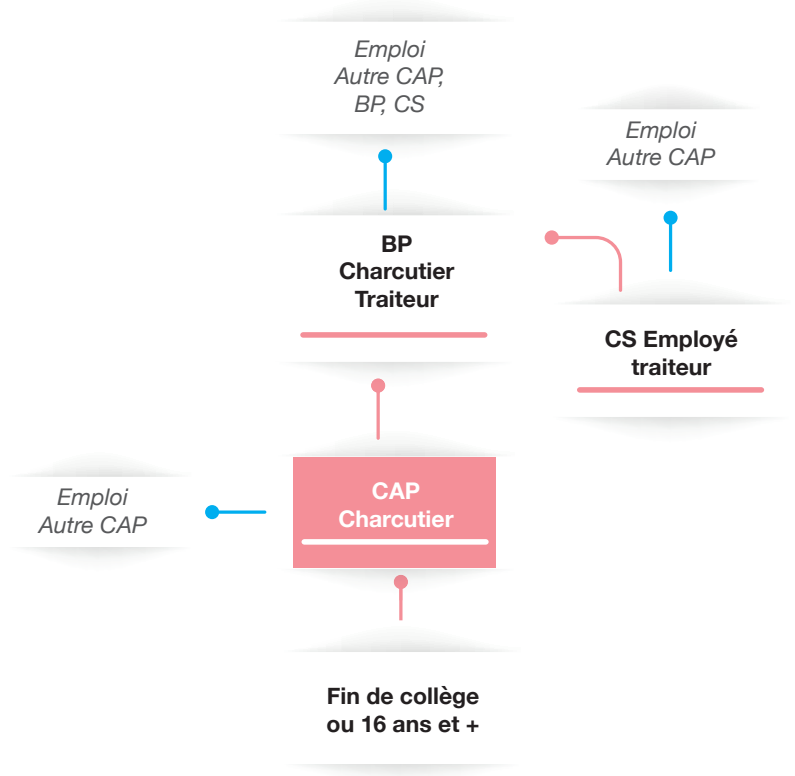 Emploi
Autre CAP,
BP, CS
Emploi
Autre CAP
BP
Charcutier
Traiteur
CS Employé
traiteur
CAP
Charcutier
Emploi
Autre CAP
Fin de collège
ou 16 ans et +